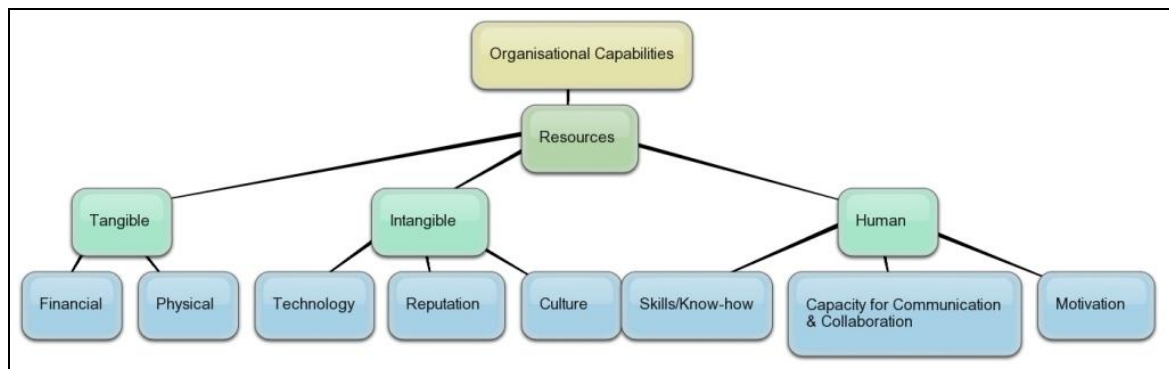 Organisational Capabilities
Resources
Tangible
Intangible
Human
Financial
Physical
Technology
Reputation
Culture
Skills/Know-how
Capacity for Communication
& Collaboration
Motivation